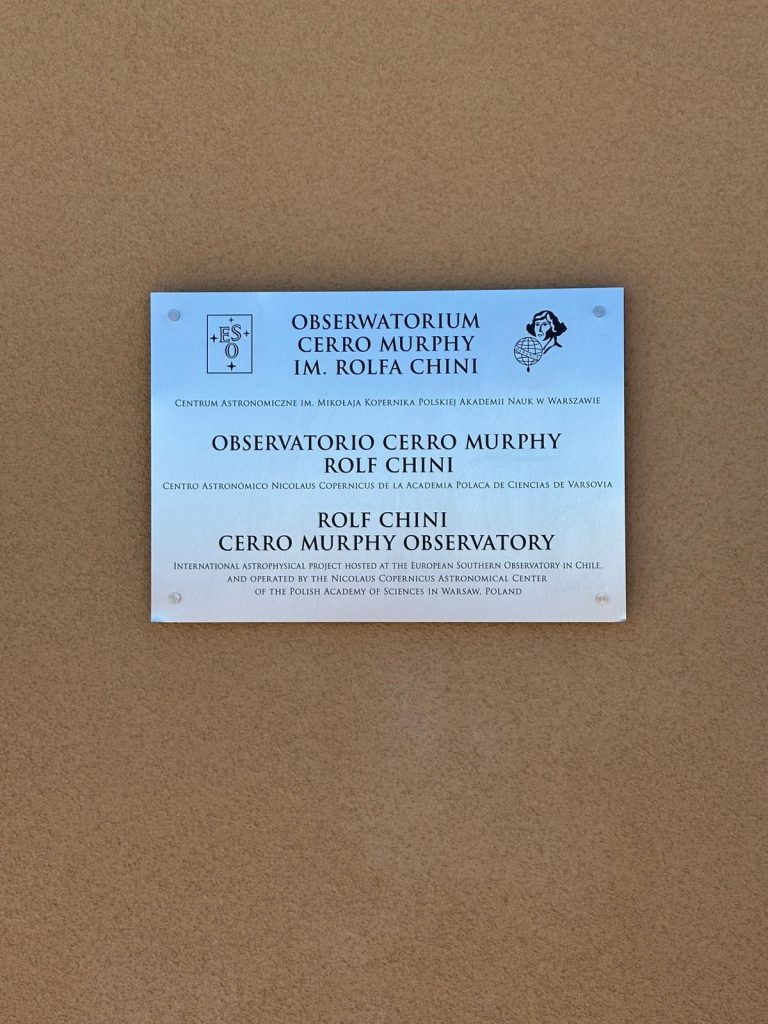 ESO
OBSERWATORIUM
CERRO MURPHY
IM. ROLFA CHINI
CENTRUM ASTRONOMICZNE IM. MIKOŁAJA KOPERNIKA POLSKIEJ AKADEMII NAUK W WARSZAWIE
OBSERVATORIO CERRO MURPHY
ROLF CHINI
CENTRO ASTRONÓMICO NICOLAUS COPERNICUS DE LA ACADEMIA POLACA DE CIENCIAS DE VARSOVIA
ROLF CHINI
CERRO MURPHY OBSERVATORY
INTERNATIONAL ASTROPHYSICAL PROJECT HOSTED AT THE EUROPEAN SOUTHERN OBSERVATORY IN CHILE,
AND OPERATED BY THE NICOLAUS COPERNICUS ASTRONOMICAL CENTER
OF THE POLISH ACADEMY OF SCIENCES IN WARSAW, POLAND